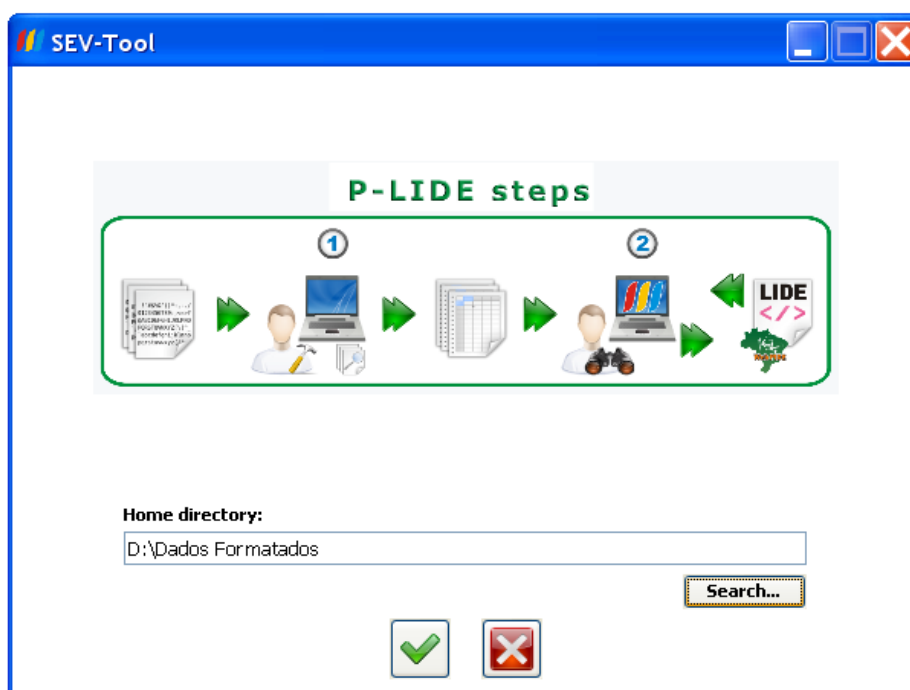 SEV-Tool
P-LIDE steps
1
2
LIDE
</>
Home directory:
D:\Dados Formatados
Search...